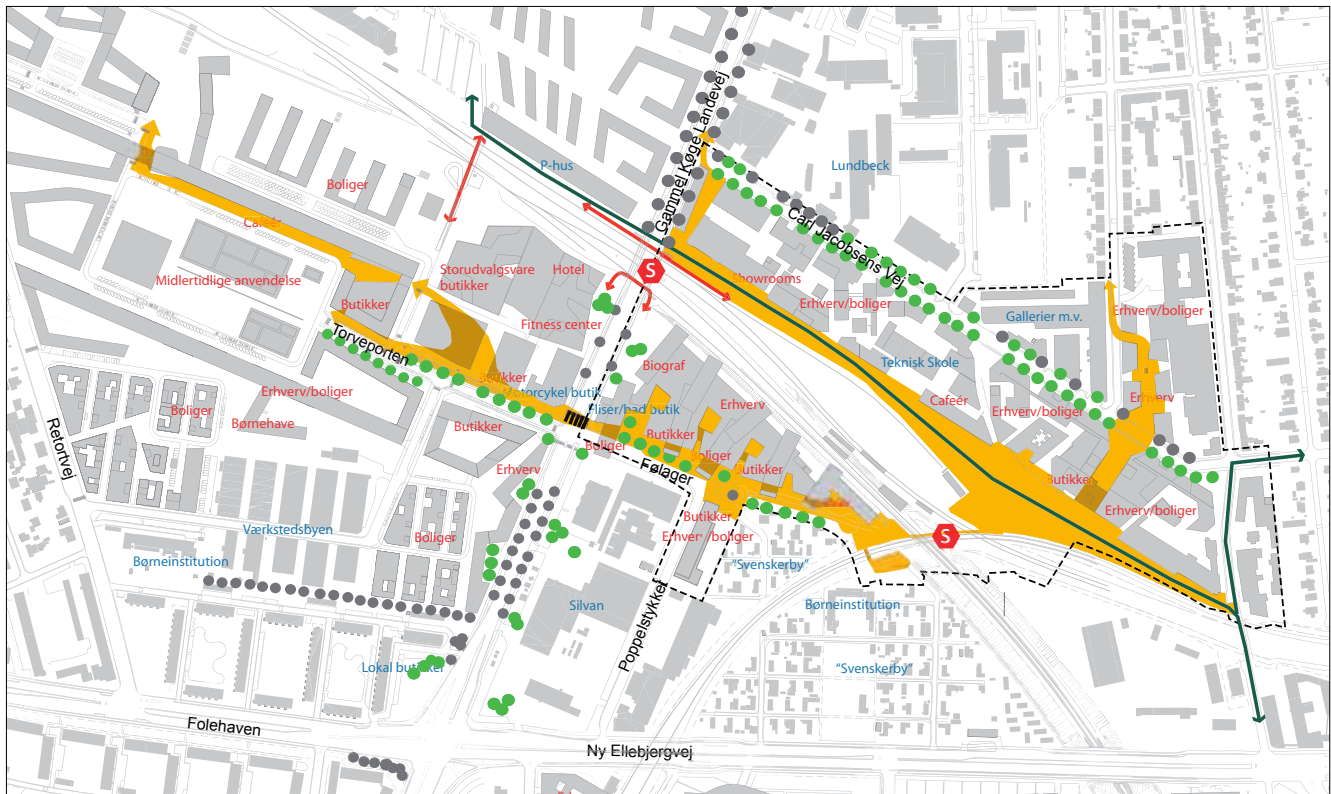 Gammel Køge Landevej
P-hus
Lundbeck
Boliger
Carl Jacobsens Vej
Caféer
Storudvalgsvare
butikker
Hotel
S
Showrooms
Midlertidlige anvendelse
Erhverv/boliger
Butikker
Gallerier m.v.
Erhverv/boliger
Fitness center
Torveporten
Biograf
Teknisk Skole
Butikker
Motorcykel butik
Erhverv/boliger
Boliger
Børnehave
Fliser/bad butik
Erhverv
Cafeér
Erhverv/boliger
Erhverv
Butikker
Butikker
Boliger
Boliger
Retortvej
Følager
Erhverv
Butikker
Butikker
Butikker
Erhverv/boliger
Værkstedsbyen
Boliger
Erhverv/boliger
S
Børneinstitution
"Svenskerby"
Silvan
Børneinstitution
Poppelstykket
Lokal butikker
"Svenskerby"
Folehaven
Ny Ellebjergvej